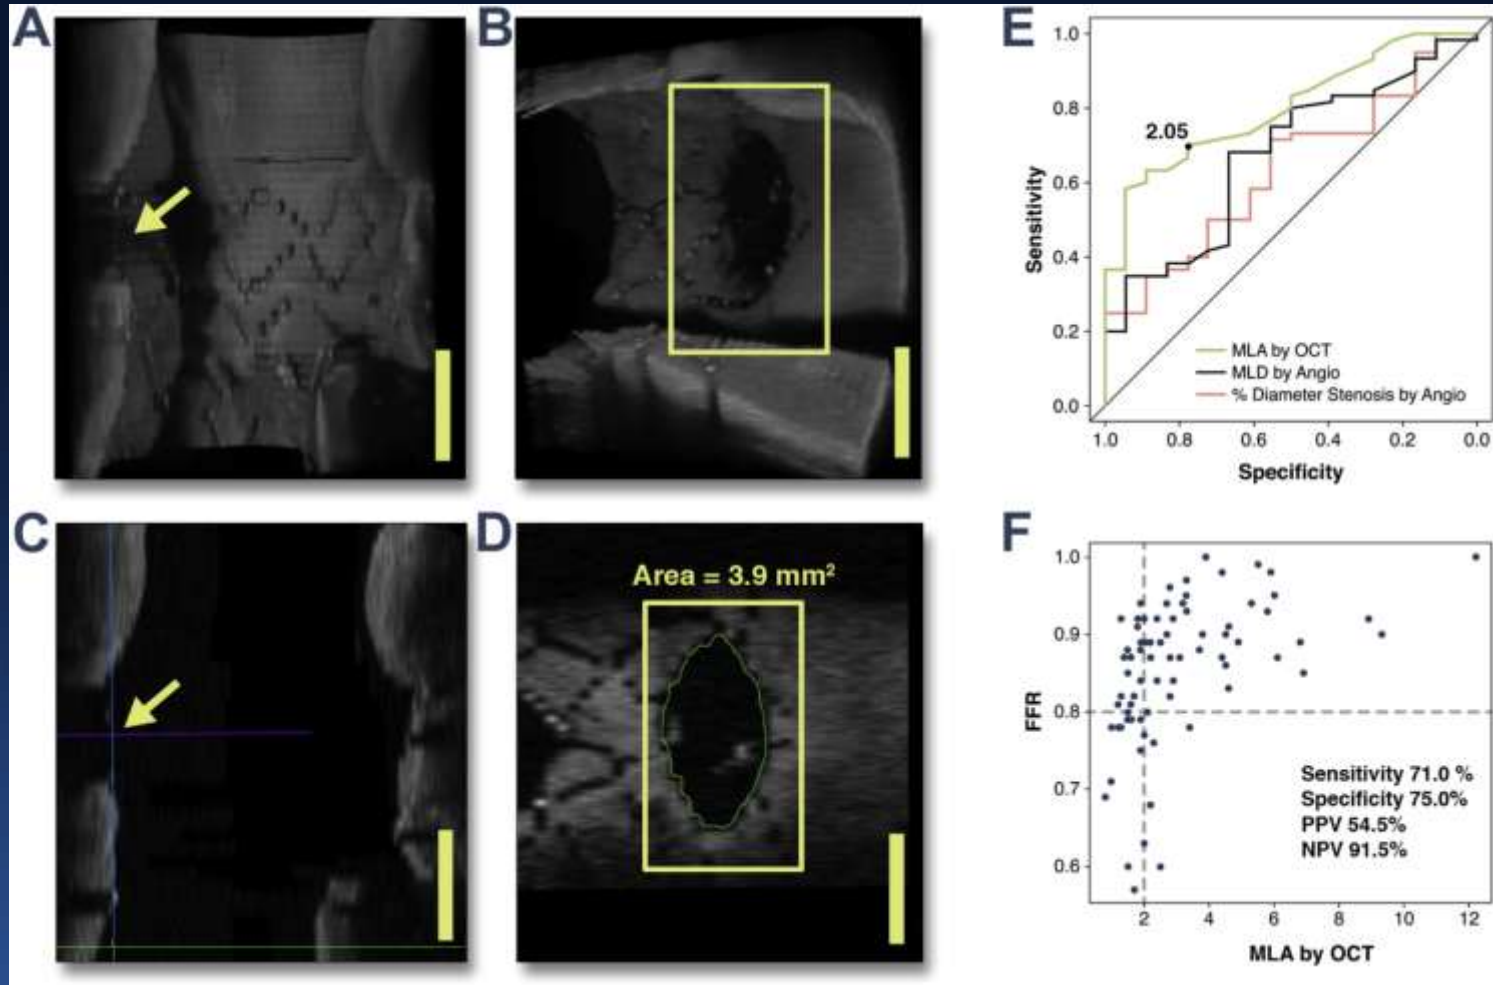 A
B
C
D
Area = 3.9 mm²
E
1.0
0.8
0.6
0.4
0.2
0.0
Sensitivity
2.05
MLA by OCT
MLD by Angio
% Diameter Stenosis by Angio
1.0 0.8 0.6 0.4 0.2 0.0
Specificity
F
1.0
0.9
0.8
0.7
0.6
FFR
Sensitivity 71.0 %
Specificity 75.0%
PPV 54.5%
NPV 91.5%
2 4 6 8 10 12
MLA by OCT